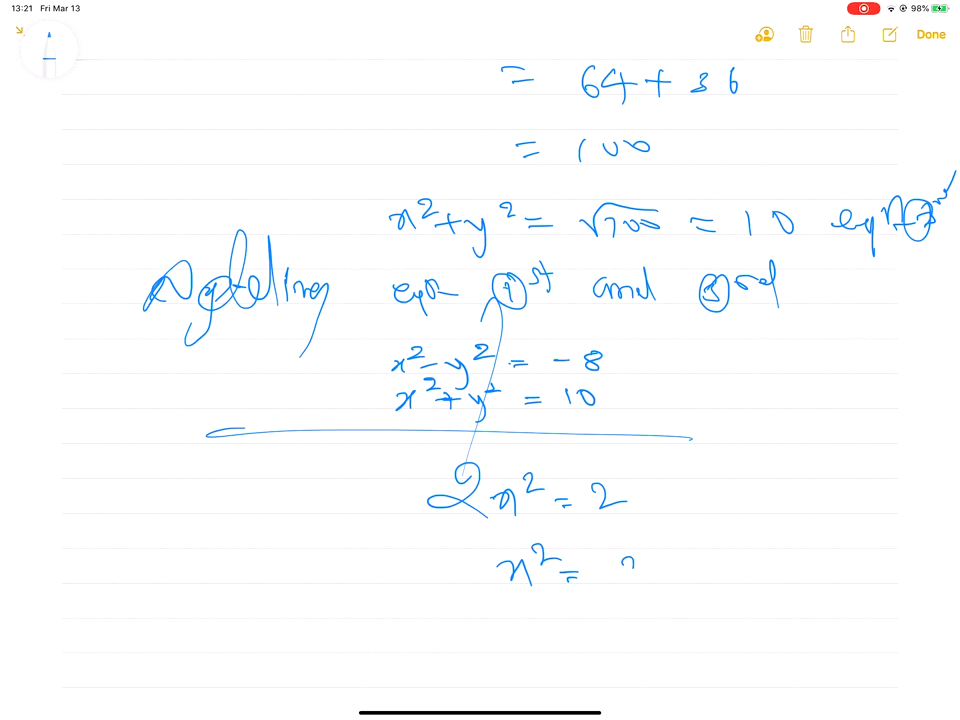 13:21 Fri Mar 13 98%
Done
= 64 + 36
= 100
x² + y² = √100 = 10 eqn 3
Adding eqn 1st and 3rd
x² - y² = - 8
x² + y² = 10
2x² = 2
x² =